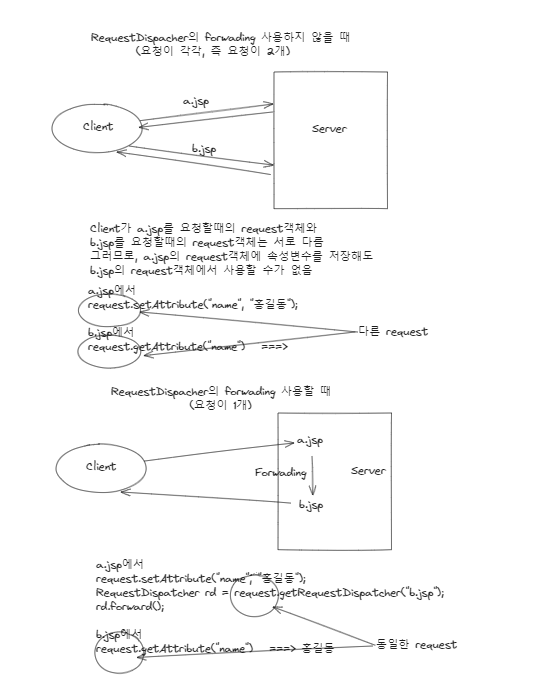 RequestDispacher의 forwading 사용하지 않을 때
(요청이 각각, 즉 요청이 2개)
Client
a.jsp
b.jsp
Server
Client가 a.jsp를 요청할때의 request객체와
b.jsp를 요청할때의 request객체는 서로 다름
그러므로, a.jsp의 request객체에 속성변수를 저장해도
b.jsp의 request객체에서 사용할 수가 없음
a.jsp에서
request.setAttribute("name", "홍길동");
b.jsp에서
request.getAttribute("name") ===>
다른 request
RequestDispacher의 forwading 사용할 때
(요청이 1개)
Client
a.jsp
Forwading
b.jsp
Server
a.jsp에서
request.setAttribute("name", "홍길동");
RequestDispatcher rd = request.getRequestDispatcher("b.jsp");
rd.forward();
b.jsp에서
request.getAttribute("name") ===> 홍길동
동일한 request